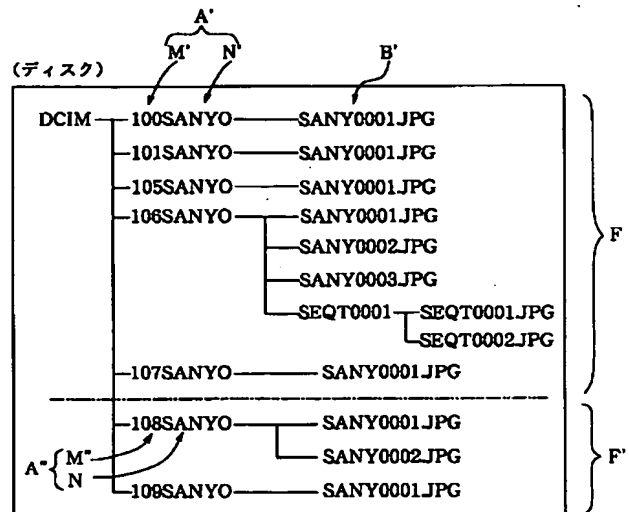 A'
M' N' B'
(ディスク)
DCIM 100SANYO SANY0001.JPG
101SANYO SANY0001.JPG
105SANYO SANY0001.JPG
106SANYO SANY0001.JPG
SANY0002.JPG
SANY0003.JPG
F
SEQT0001 SEQT0001.JPG
SEQT0002.JPG
107SANYO SANY0001.JPG
108SANYO SANY0001.JPG
A" M" SANY0002.JPG
N
F'
109SANYO SANY0001.JPG